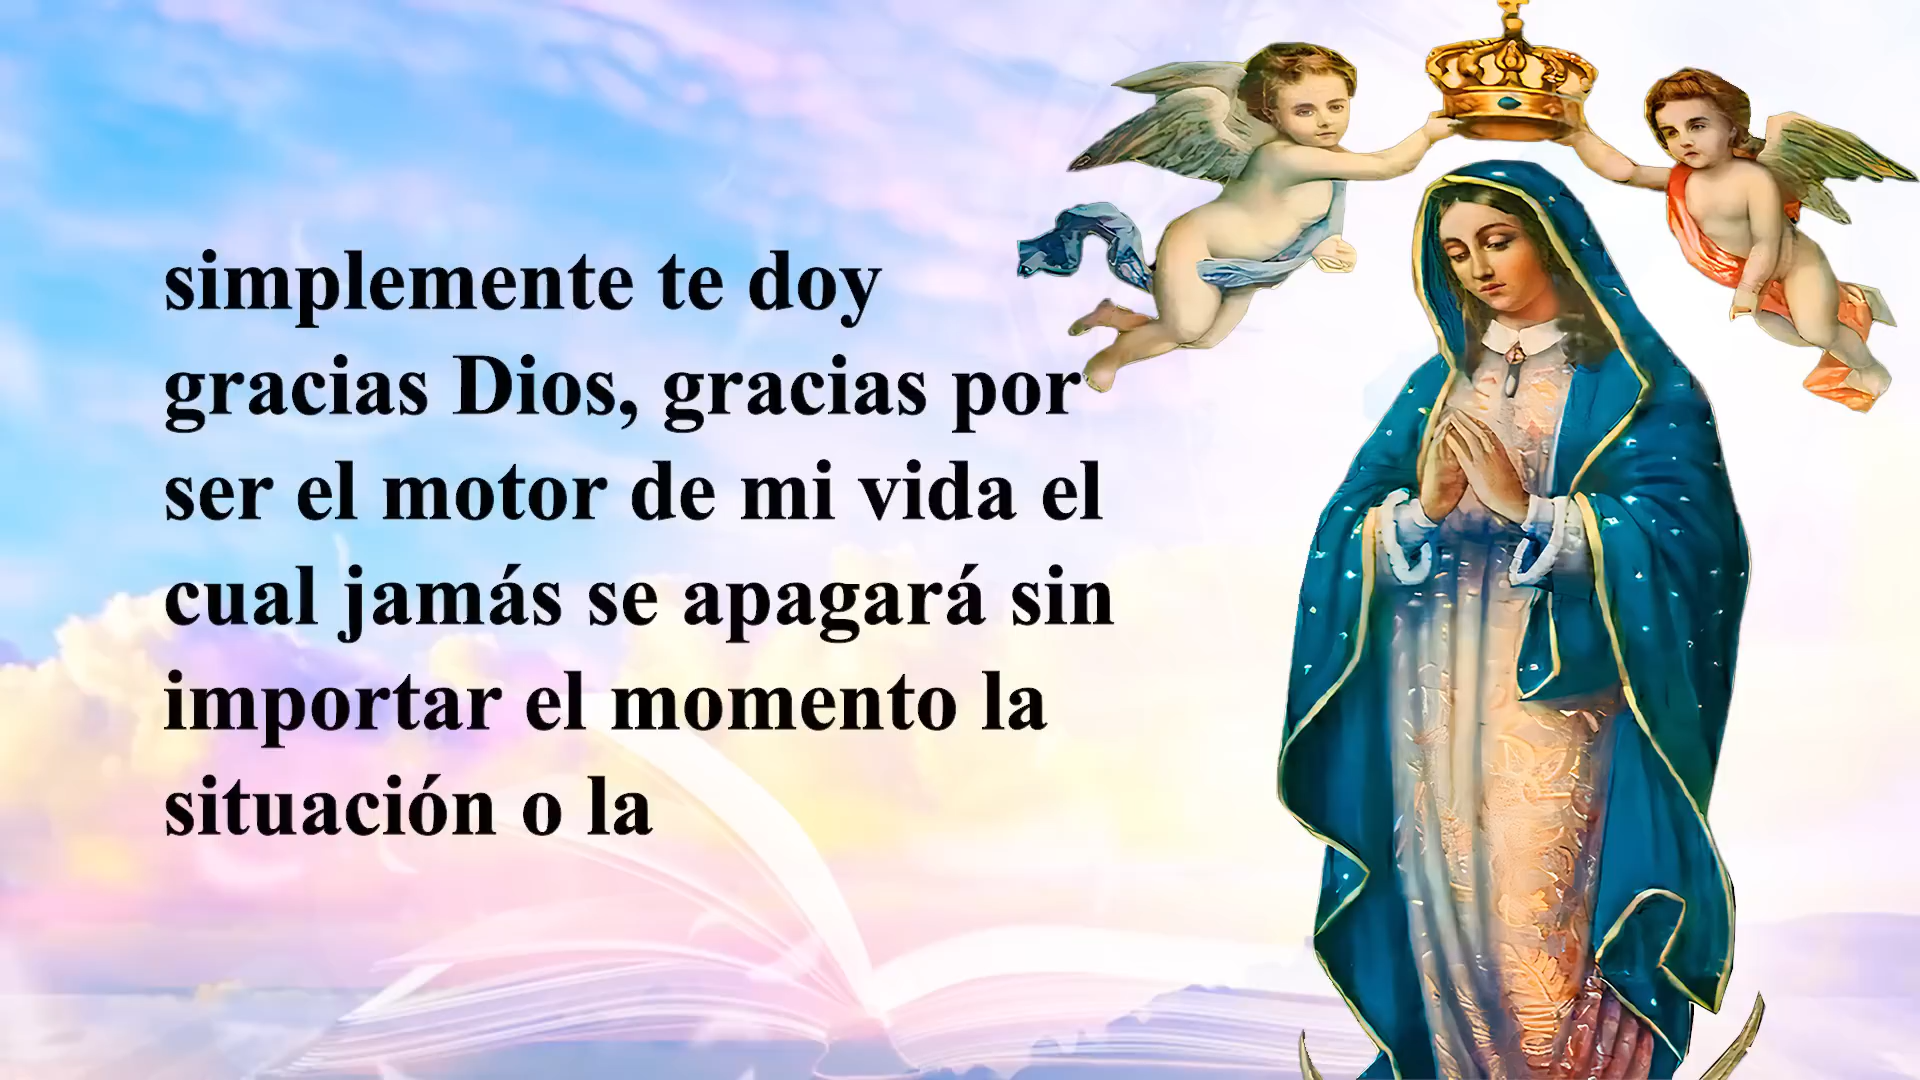 simplemente te doy
gracias Dios, gracias por
ser el motor de mi vida el
cual jamás se apagará sin
importar el momento la
situación o la